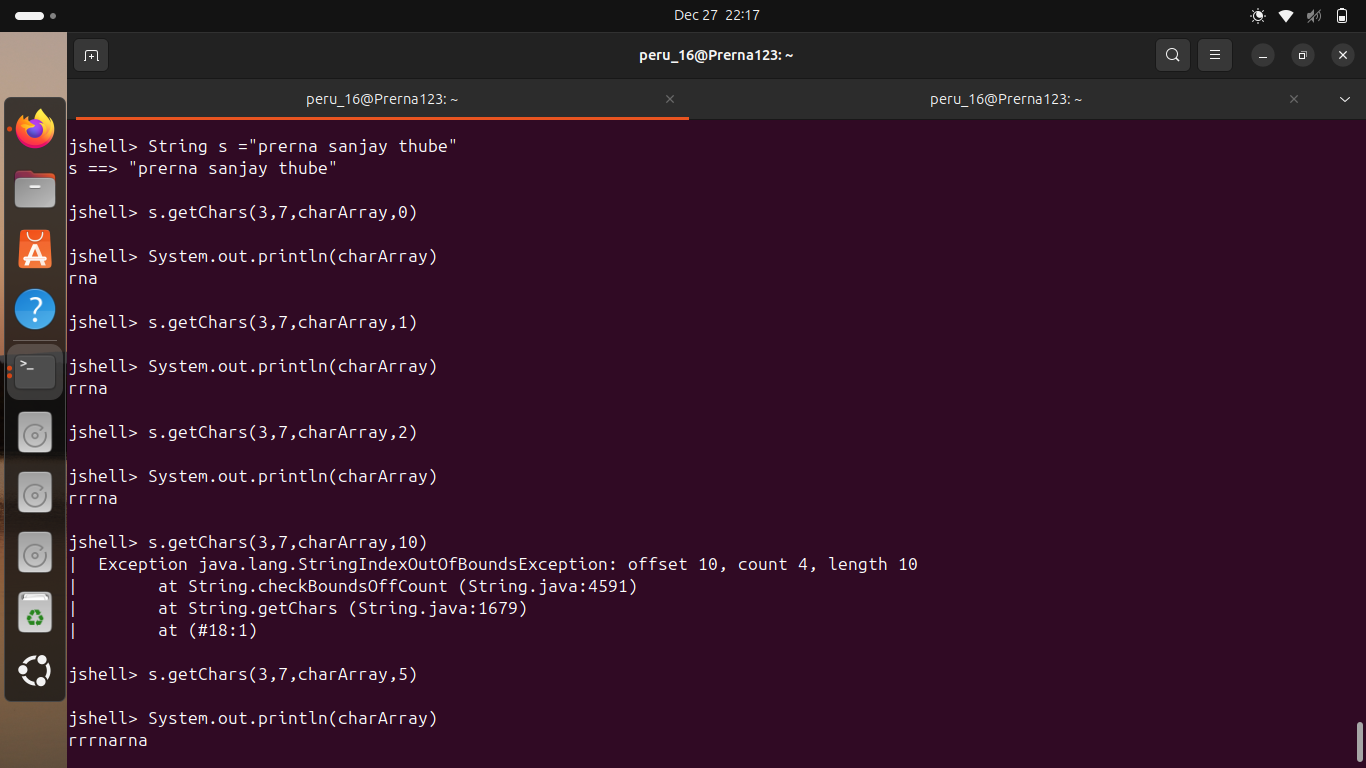 Dec 27 22:17
peru_16@Prerna123: ~
peru_16@Prerna123: ~
peru_16@Prerna123: ~
jshell> String s ="prerna sanjay thube"
s ==> "prerna sanjay thube"
jshell> s.getChars(3,7,charArray,0)
jshell> System.out.println(charArray)
rna
jshell> s.getChars(3,7,charArray,1)
jshell> System.out.println(charArray)
rrna
jshell> s.getChars(3,7,charArray,2)
jshell> System.out.println(charArray)
rrrna
jshell> s.getChars(3,7,charArray,10)
|  Exception java.lang.StringIndexOutOfBoundsException: offset 10, count 4, length 10
|        at String.checkBoundsOffCount (String.java:4591)
|        at String.getChars (String.java:1679)
|        at (#18:1)
jshell> s.getChars(3,7,charArray,5)
jshell> System.out.println(charArray)
rrrnarna